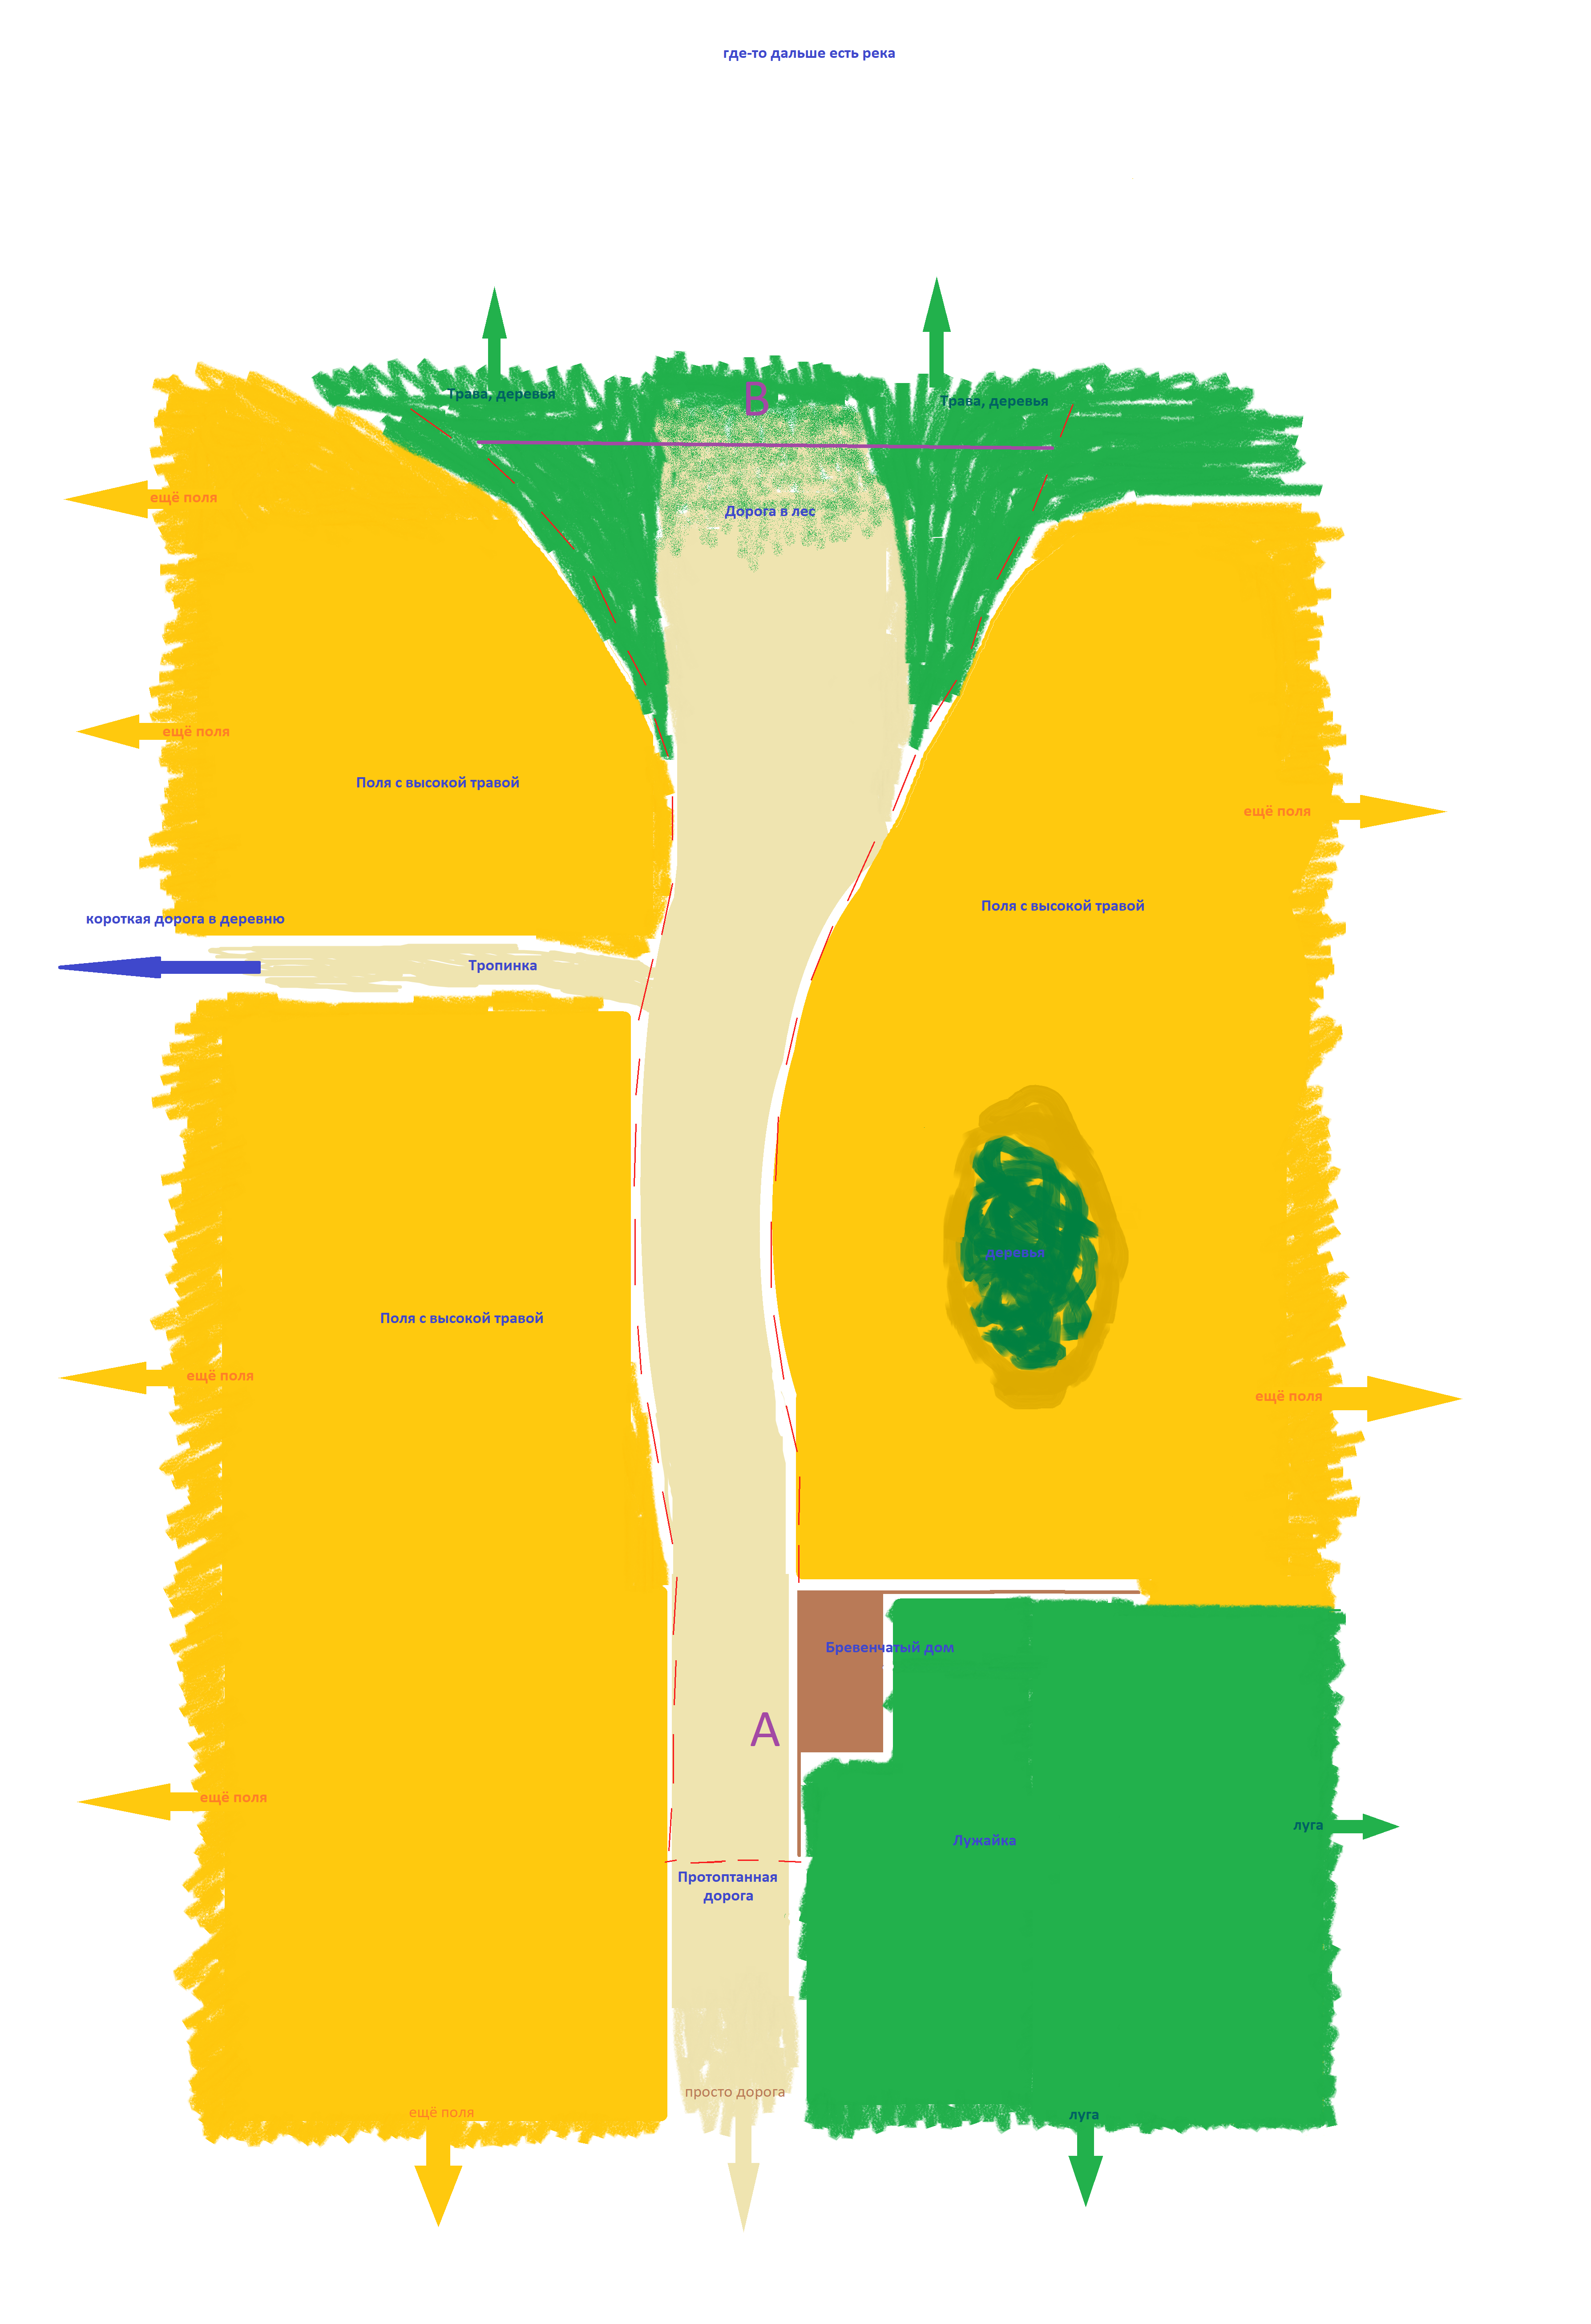 где-то дальше есть река
B
Трава, деревья
Трава, деревья
ещё поля
Дорога в лес
ещё поля
Поля с высокой травой
ещё поля
Поля с высокой травой
короткая дорога в деревню
Тропинка
деревья
Поля с высокой травой
ещё поля
ещё поля
Бревенчатый дом
A
ещё поля
луга
Лужайка
Протоптанная
дорога
просто дорога
ещё поля
луга